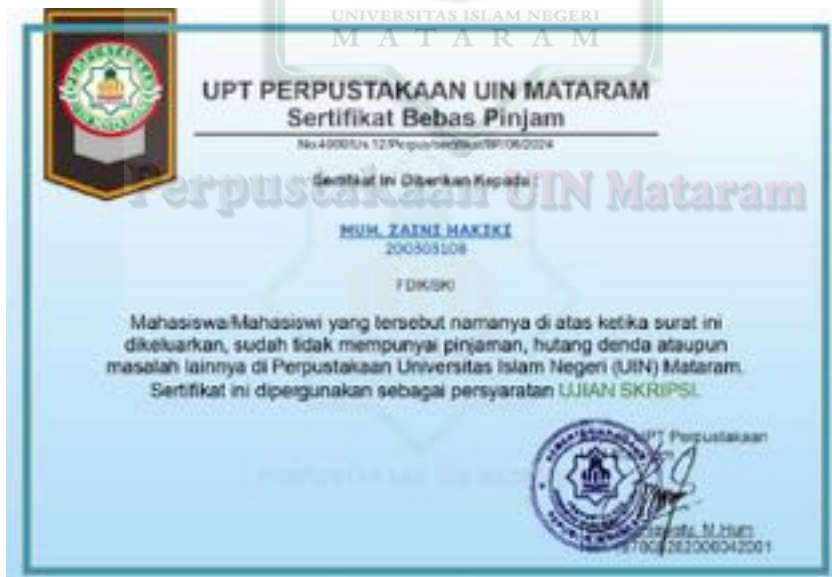 UNIVERSITAS ISLAM NEGERI
MATARAM
UPT PERPUSTAKAAN UIN MATARAM
Sertifikat Bebas Pinjam
Sertifikat Ini Diberikan Kepada :
Perpustakaan UIN Mataram
MUH. ZAINI HAKIKI
200303108
Mahasiswa/Mahasiswi yang tersebut namanya di atas ketika surat ini
dikeluarkan, sudah tidak mempunyai pinjaman, hutang denda ataupun
masalah lainnya di Perpustakaan Universitas Islam Negeri (UIN) Mataram.
Sertifikat ini dipergunakan sebagai persyaratan UJIAN SKRIPSI.
UPT Perpustakaan
M.Hum